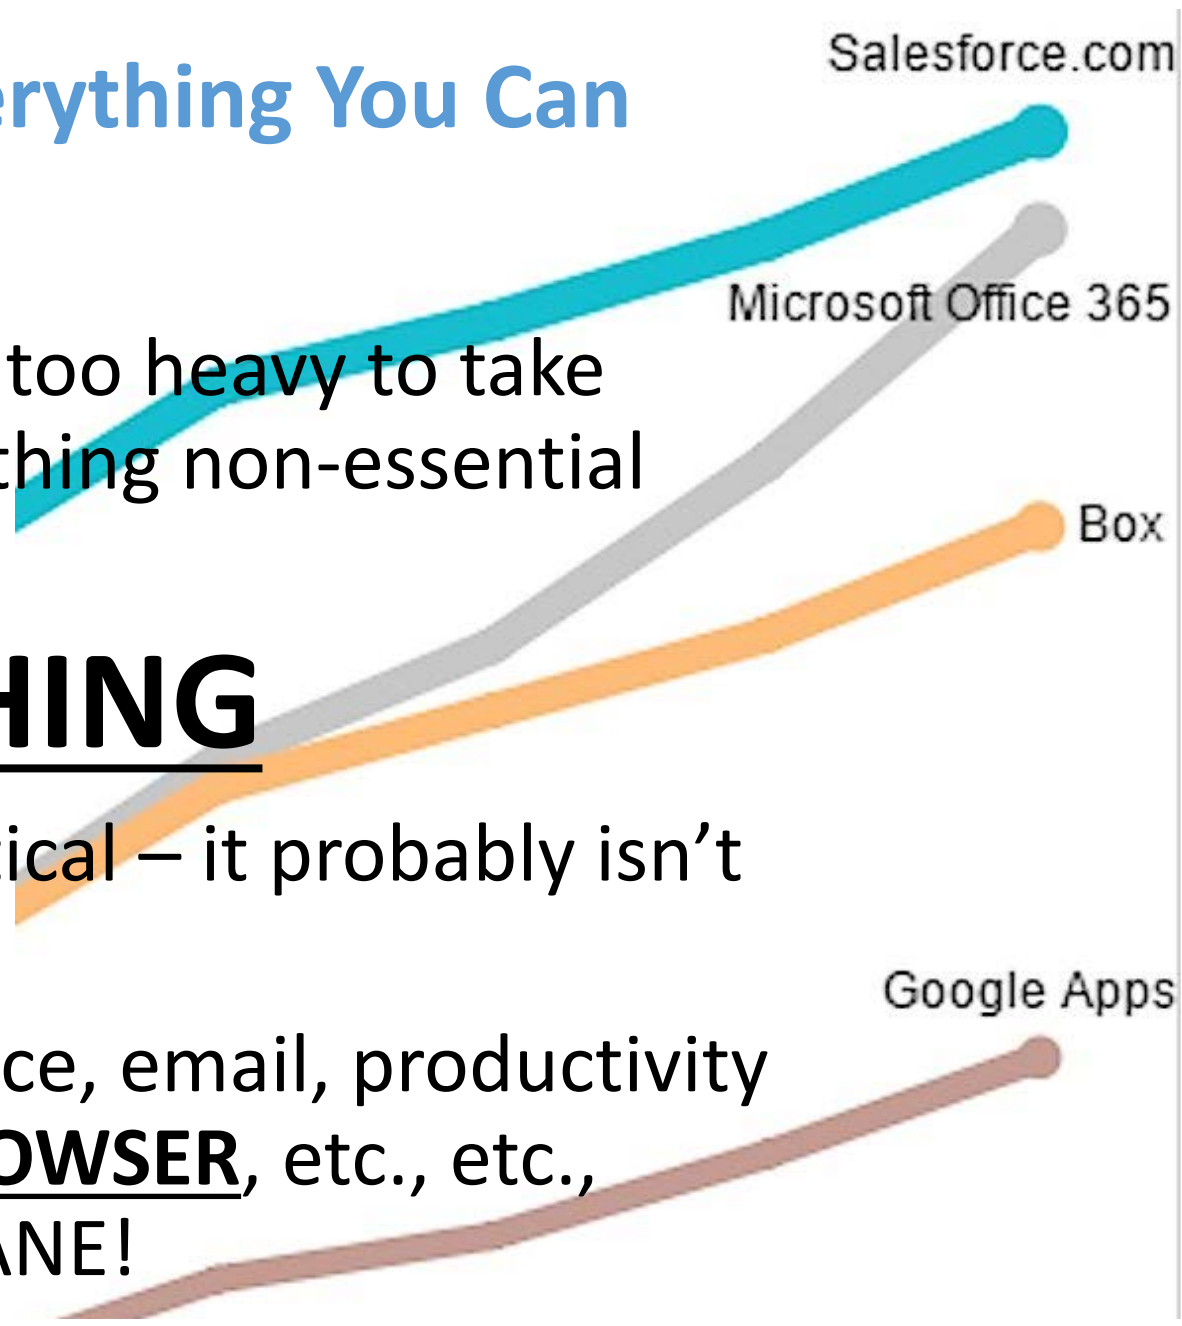 Salesforce.com
erything You Can
Microsoft Office 365
too heavy to take
thing non-essential
Box
HING
ical – it probably isn’t
Google Apps
ce, email, productivity
OWSER, etc., etc.,
ANE!